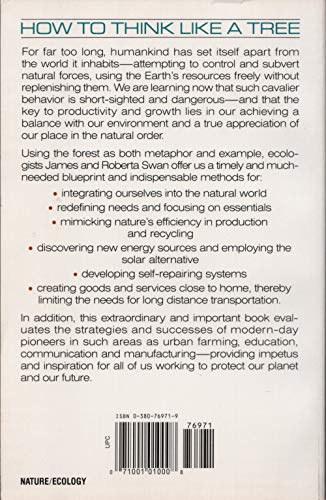 HOW TO THINK LIKE A TREE
For far too long, humankind has set itself apart from
the world it inhabits—attempting to control and subvert
natural forces, using the Earth's resources freely without
replenishing them. We are learning now that such cavalier
behavior is short-sighted and dangerous—and that the
key to productivity and growth lies in our achieving a
balance with our environment and a true appreciation of
our place in the natural order.
Using the forest as both metaphor and example, ecolo-
gists James and Roberta Swan offer us a timely and much-
needed blueprint and indispensable methods for:
• integrating ourselves into the natural world
• redefining needs and focusing on essentials
• mimicking nature's efficiency in production
and recycling
• discovering new energy sources and employing the
solar alternative
• developing self-repairing systems
• creating goods and services close to home, thereby
limiting the needs for long distance transportation.
In addition, this extraordinary and important book eval-
uates the strategies and successes of modern-day
pioneers in such areas as urban farming, education,
communication and manufacturing—providing impetus
and inspiration for all of us working to protect our planet
and our future.
ISBN 0-380-76971-9
76971
UPC
0 71001 01000 8
NATURE/ECOLOGY